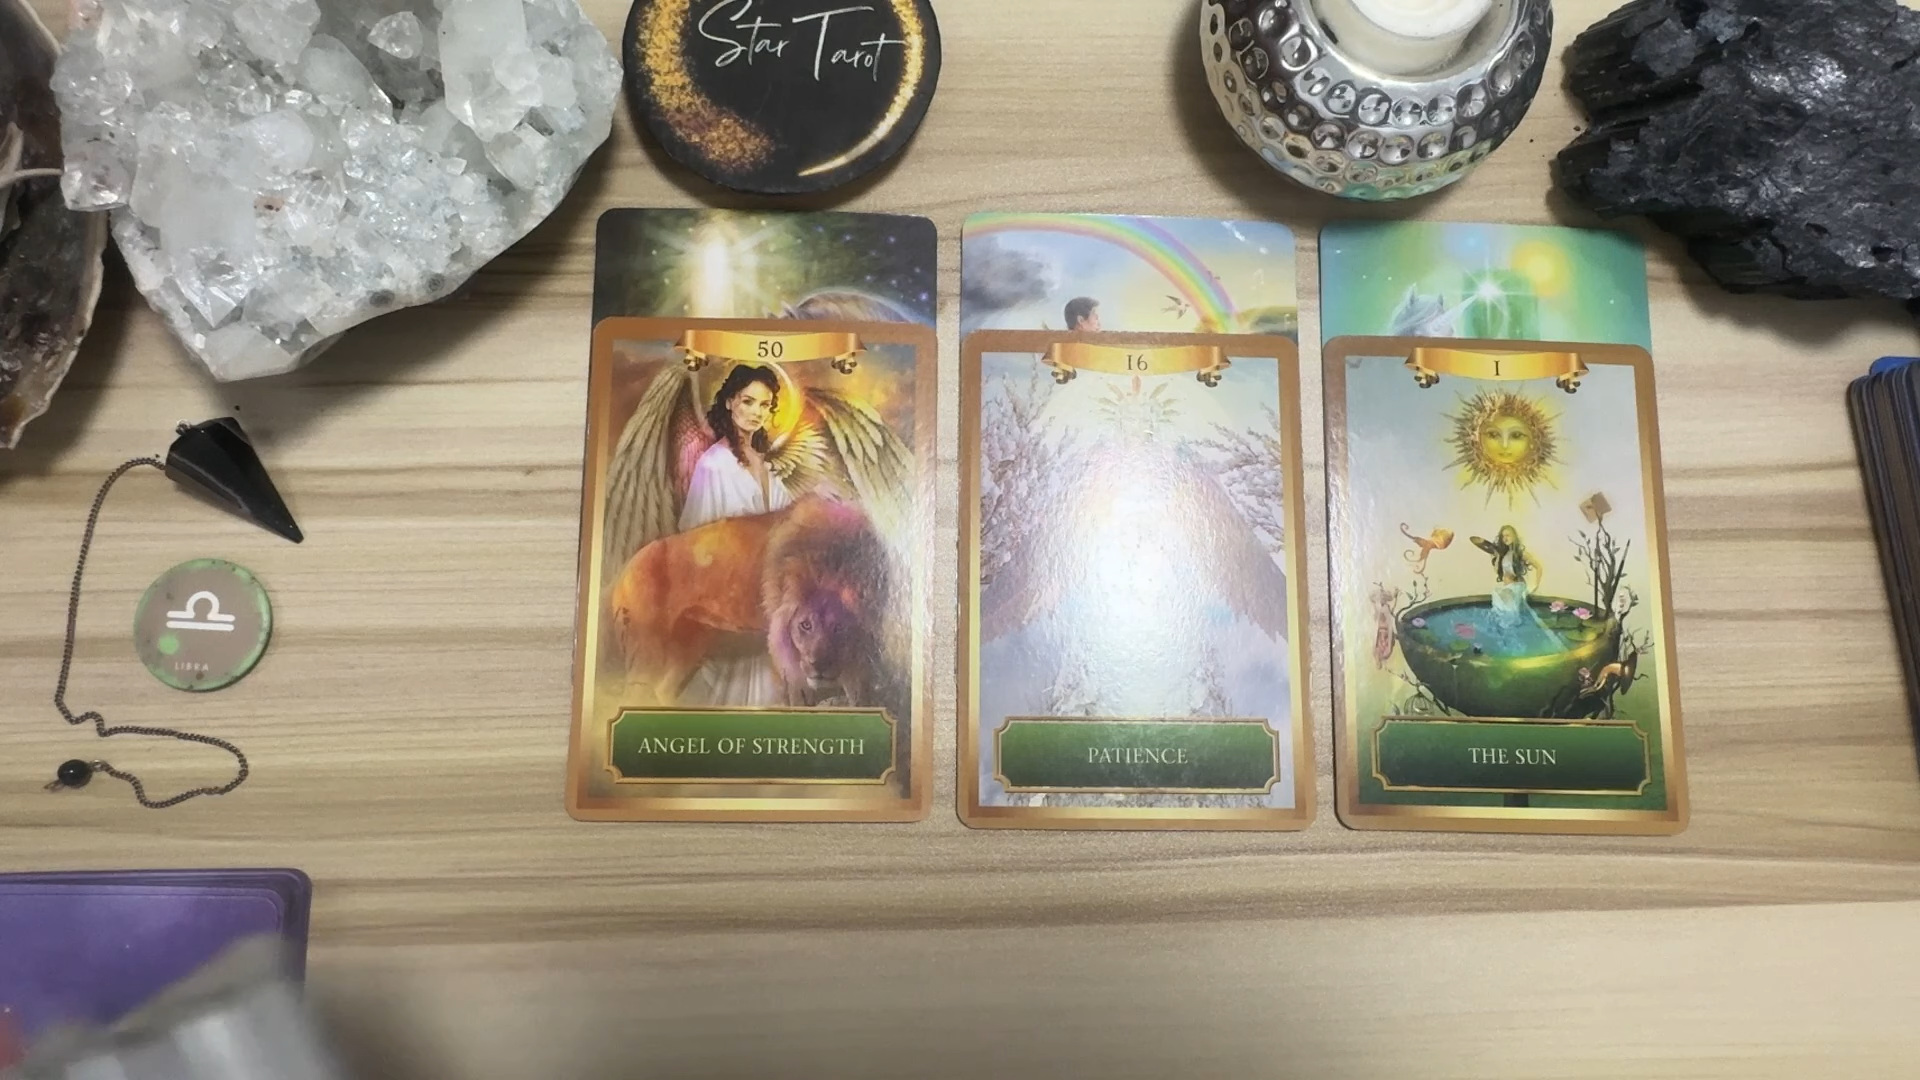 Star Tarot
50
16
I
LIBRA
ANGEL OF STRENGTH
PATIENCE
THE SUN